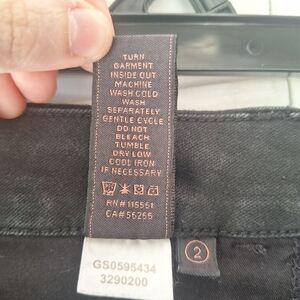 TURN
GARMENT
INSIDE OUT
MACHINE
WASH COLD
WASH
SEPARATELY
GENTLE CYCLE
DO NOT
BLEACH
TUMBLE
DRY LOW
COOL IRON
IF NECESSARY
RN#115561
CA#56266
GS0595434
3290200
2